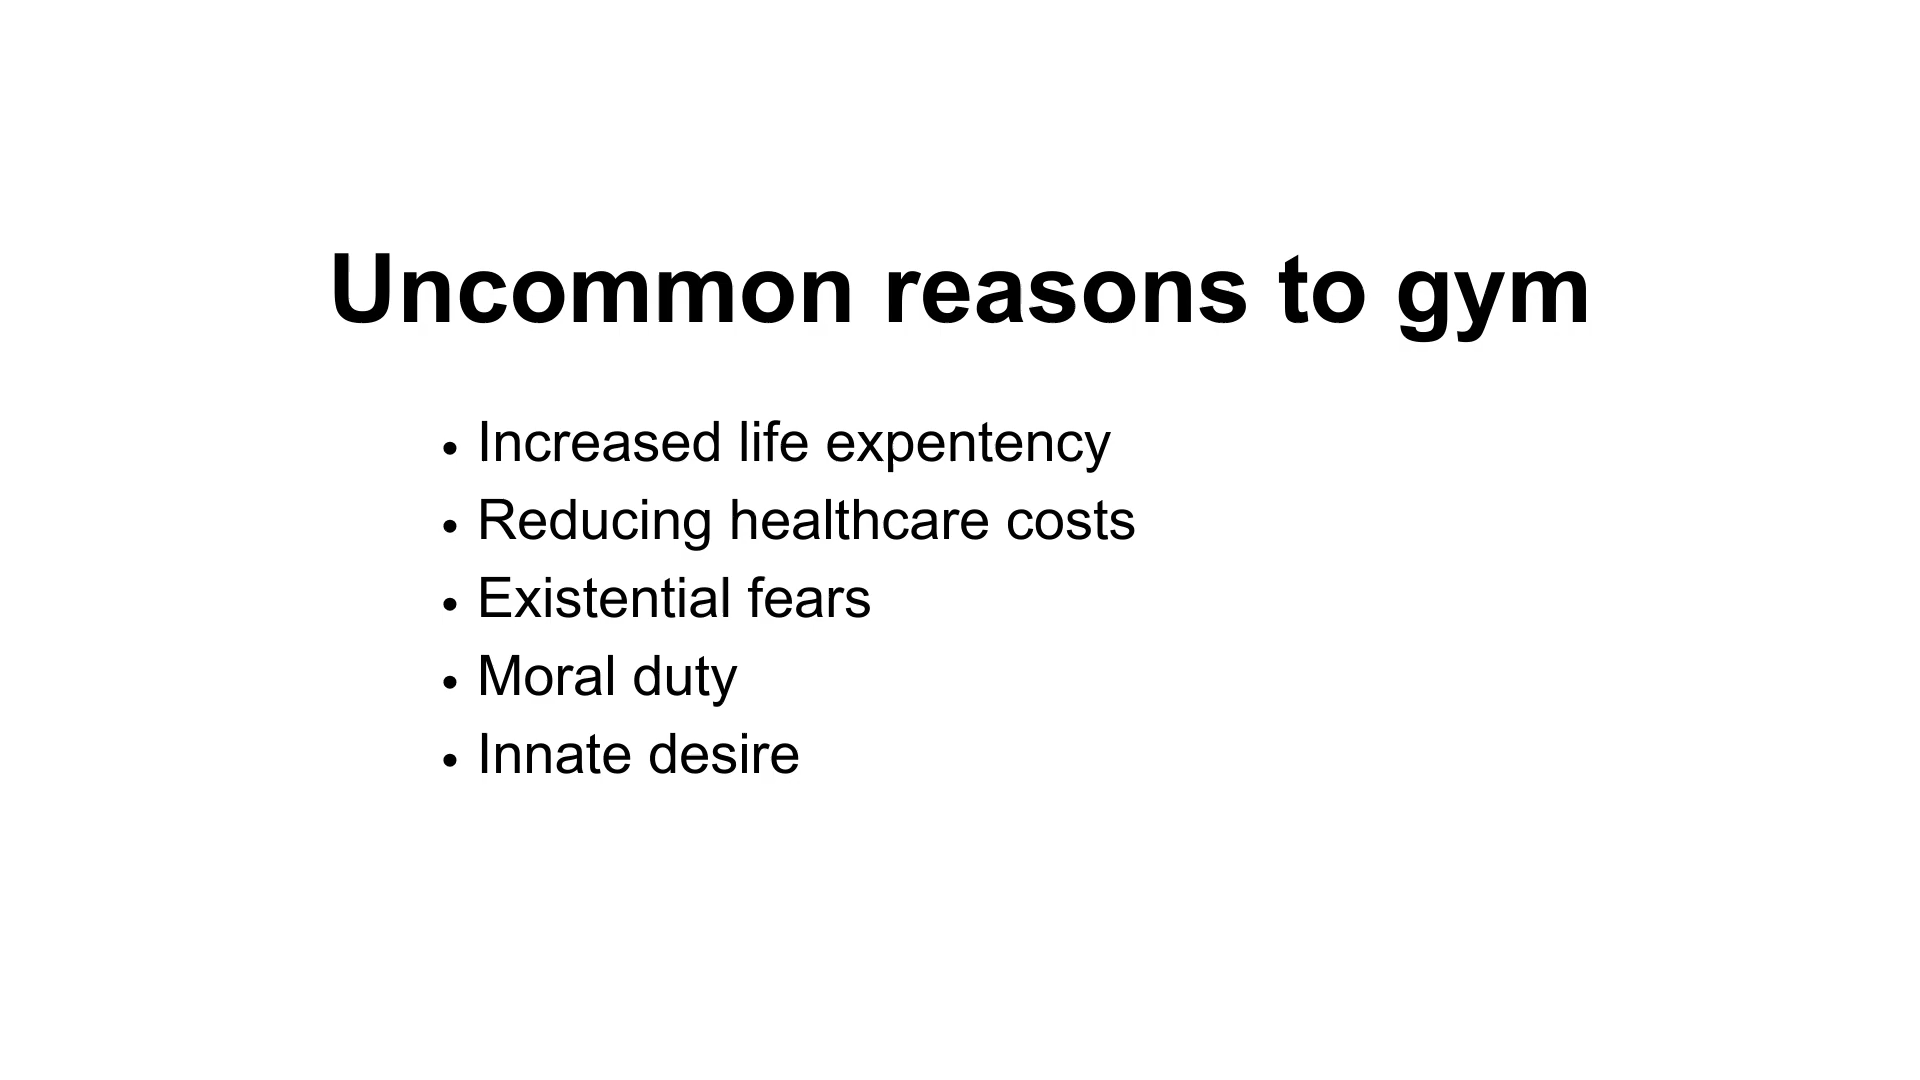 Uncommon reasons to gym
• Increased life expentency
• Reducing healthcare costs
• Existential fears
• Moral duty
• Innate desire